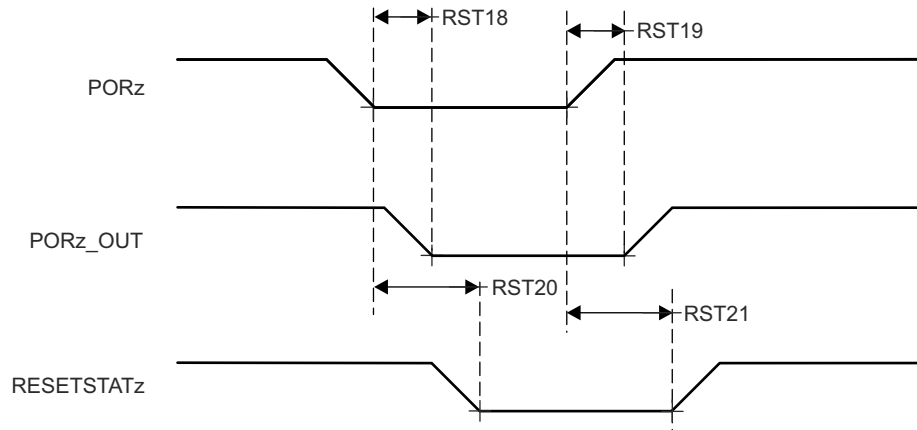 RST18
RST19
PORz
PORz_OUT
RST20
RST21
RESETSTATz